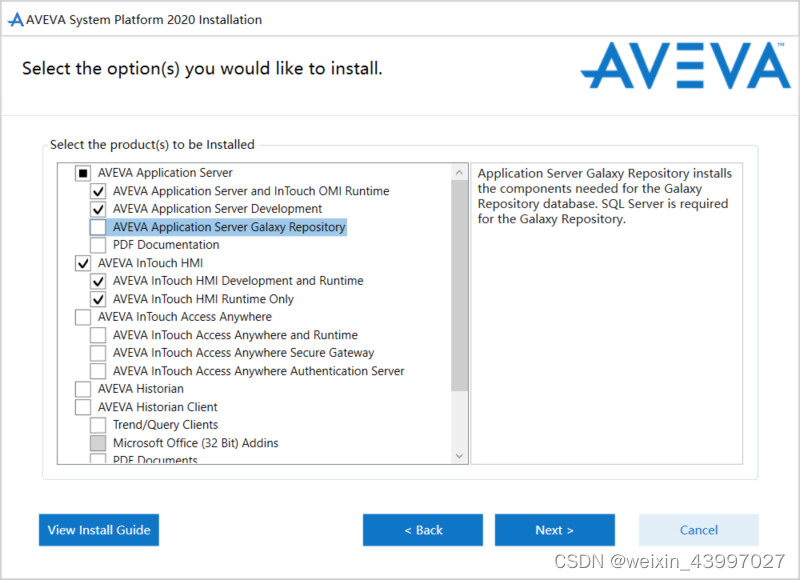 AVEVA System Platform 2020 Installation
Select the option(s) you would like to install.
AVEVA™
Select the product(s) to be Installed
AVEVA Application Server
AVEVA Application Server and InTouch OMI Runtime
AVEVA Application Server Development
AVEVA Application Server Galaxy Repository
PDF Documentation
AVEVA InTouch HMI
AVEVA InTouch HMI Development and Runtime
AVEVA InTouch HMI Runtime Only
AVEVA InTouch Access Anywhere
AVEVA InTouch Access Anywhere and Runtime
AVEVA InTouch Access Anywhere Secure Gateway
AVEVA InTouch Access Anywhere Authentication Server
AVEVA Historian
AVEVA Historian Client
Trend/Query Clients
Microsoft Office (32 Bit) Addins
PDF Documents
Application Server Galaxy Repository installs
the components needed for the Galaxy
Repository database. SQL Server is required
for the Galaxy Repository.
View Install Guide
< Back
Next >
Cancel
CSDN @weixin_43997027